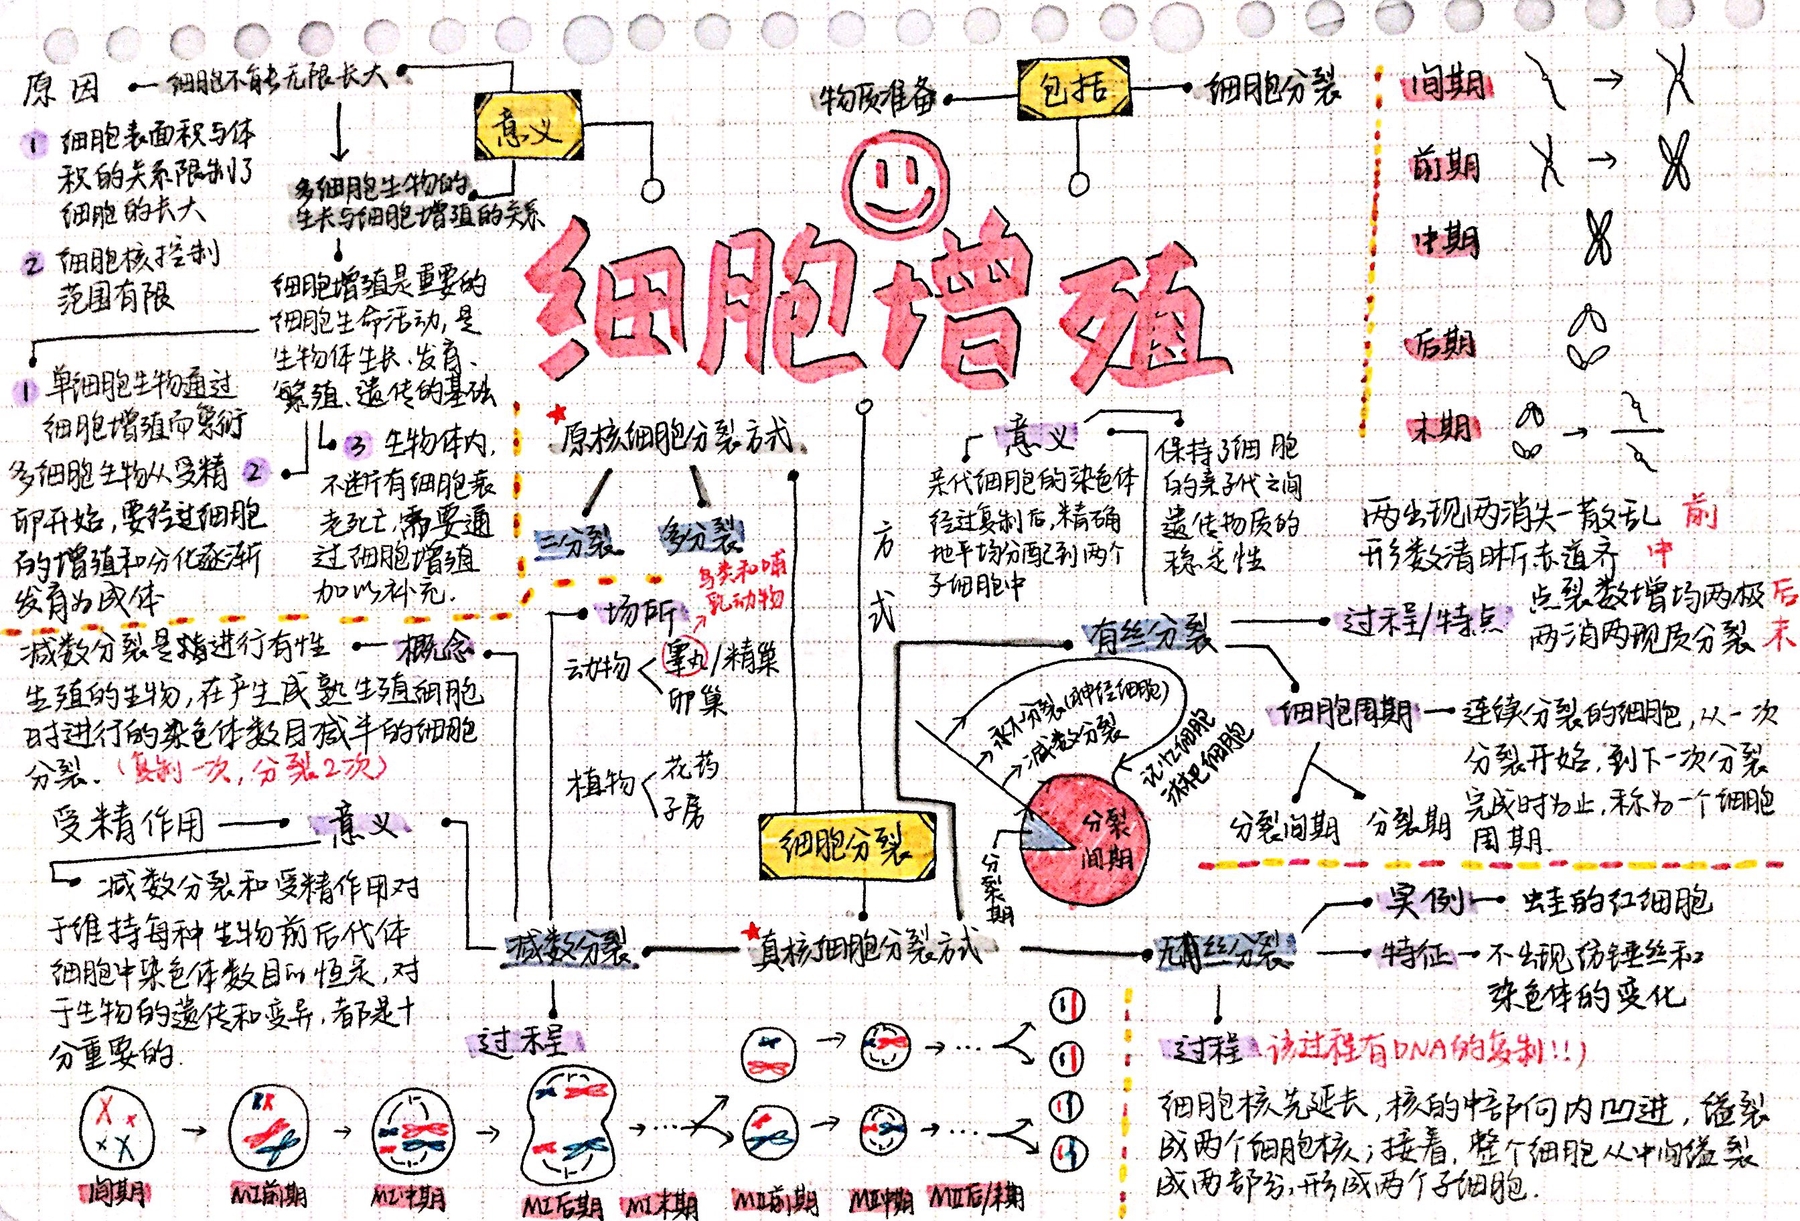 原因
细胞不能无限长大
1 细胞表面积与体
积的关系限制了
细胞的长大
2 细胞核控制
范围有限
意义
多细胞生物的
生长与细胞增殖的关系
细胞增殖是重要的
细胞生命活动,是
生物体生长、发育、
繁殖、遗传的基础
1 单细胞生物通过
细胞增殖而繁衍
多细胞生物从受精 2
卵开始,要经过细胞
的增殖和分化逐渐
发育为成体
3 生物体内,
不断有细胞衰
老死亡,需要通
过细胞增殖
加以补充.
物质准备
包括
细胞分裂
细胞增殖
间期
前期
中期
后期
末期
两出现两消失一散乱 前
形数清晰赤道齐 中
点裂数增均两极 后
两消两现质分裂 末
原核细胞分裂方式
二分裂
多分裂
方
式
意义
亲代细胞的染色体
经过复制后,精确
地平均分配到两个
子细胞中
保持了细胞
的亲子代之间
遗传物质的
稳定性
有丝分裂
过程/特点
细胞周期
连续分裂的细胞,从一次
分裂开始,到下一次分裂
完成时为止,称为一个细胞
周期.
分裂间期
分裂期
永不分裂(神经细胞)
减数分裂
记忆细胞
淋巴细胞
分裂
间期
分裂期
减数分裂是指进行有性
生殖的生物,在产生成熟生殖细胞
时进行的染色体数目减半的细胞
分裂.(复制一次,分裂2次)
概念
场所
鸟类和哺
乳动物
动物
睾丸/精巢
卵巢
植物
花药
子房
受精作用
意义
减数分裂和受精作用对
于维持每种生物前后代体
细胞中染色体数目的恒定,对
于生物的遗传和变异,都是十
分重要的.
细胞分裂
减数分裂
真核细胞分裂方式
无丝分裂
实例
蛙的红细胞
特征
不出现纺锤丝和
染色体的变化
过程
间期
MI前期
MI中期
MI后期
MI末期
MII前期
MII中期
MII后/末期
过程 (该过程有DNA的复制!!)
细胞核先延长,核的中部向内凹进,缢裂
成两个细胞核;接着,整个细胞从中间缢裂
成两部分,形成两个子细胞.